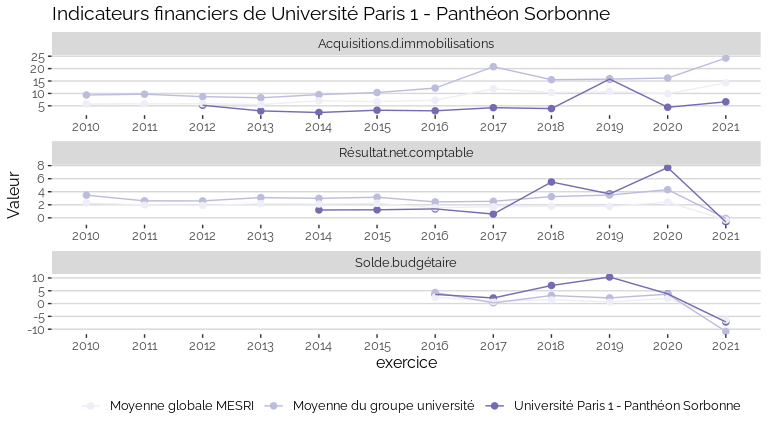 Indicateurs financiers de Université Paris 1 - Panthéon Sorbonne
Acquisitions.d.immobilisations
25
20
15
10
5
2010 2011 2012 2013 2014 2015 2016 2017 2018 2019 2020 2021
Résultat.net.comptable
8
6
4
2
0
2010 2011 2012 2013 2014 2015 2016 2017 2018 2019 2020 2021
Solde.budgétaire
10
5
0
-5
-10
2010 2011 2012 2013 2014 2015 2016 2017 2018 2019 2020 2021
Valeur
exercice
Moyenne globale MESRI Moyenne du groupe université Université Paris 1 - Panthéon Sorbonne